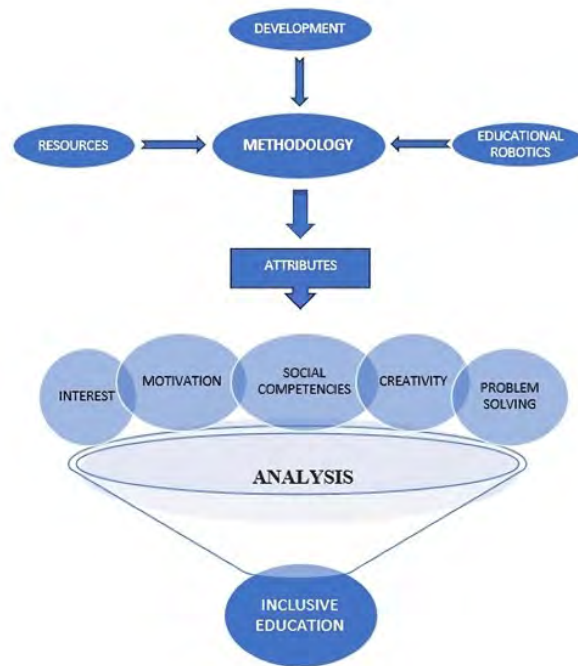 DEVELOPMENT
RESOURCES
METHODOLOGY
EDUCATIONAL
ROBOTICS
ATTRIBUTES
INTEREST
MOTIVATION
SOCIAL
COMPETENCIES
CREATIVITY
PROBLEM
SOLVING
ANALYSIS
INCLUSIVE
EDUCATION